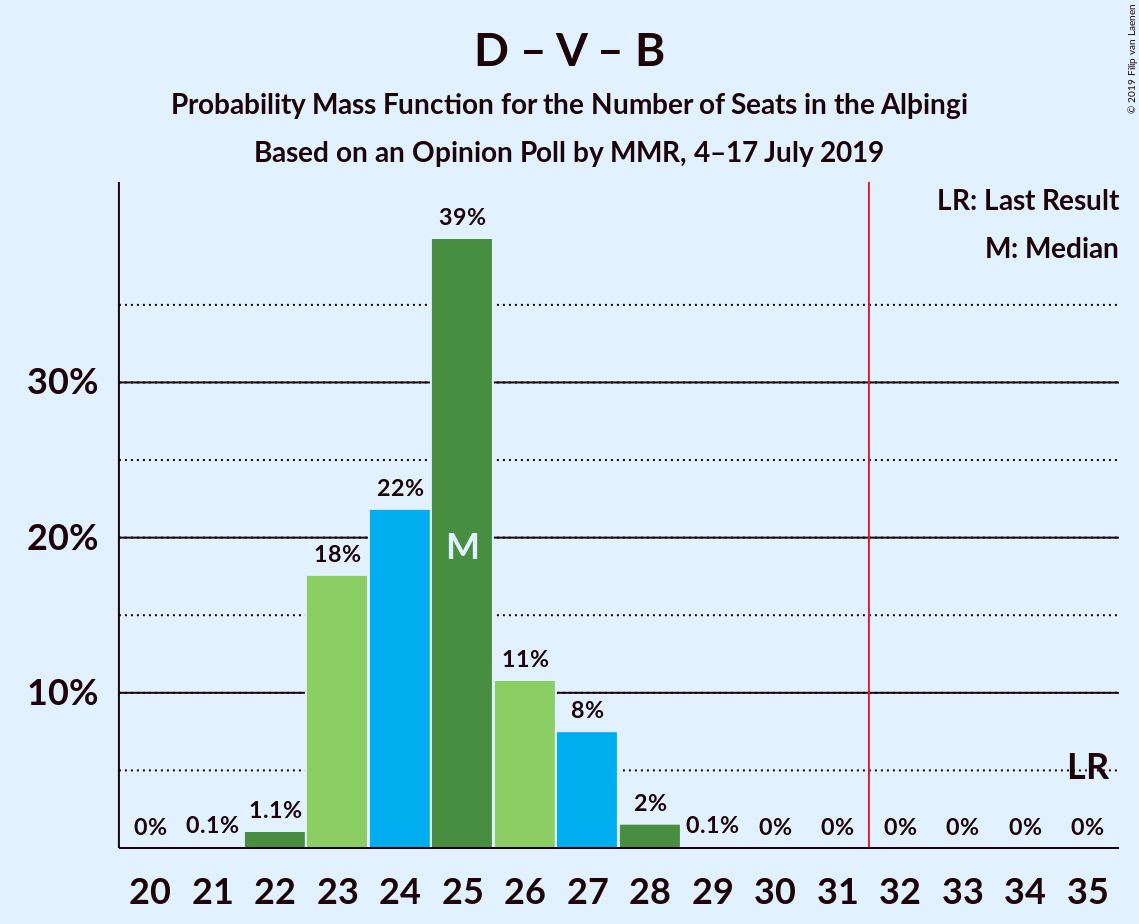 D – V – B
Probability Mass Function for the Number of Seats in the Alþingi
Based on an Opinion Poll by MMR, 4–17 July 2019
© 2019 Filip van Laenen
LR: Last Result
M: Median
39%
30%
22%
20%
18%
M
11%
10%
8%
LR
0%
0.1%
1.1%
2%
0.1%
0%
0%
0%
0%
0%
0%
20 21 22 23 24 25 26 27 28 29 30 31 32 33 34 35